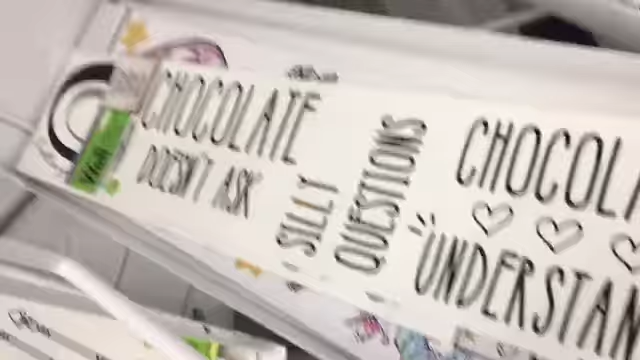 CHOCOLATE
DOESN'T ASK
SILLY
QUESTIONS
CHOCOL
UNDERSTAN